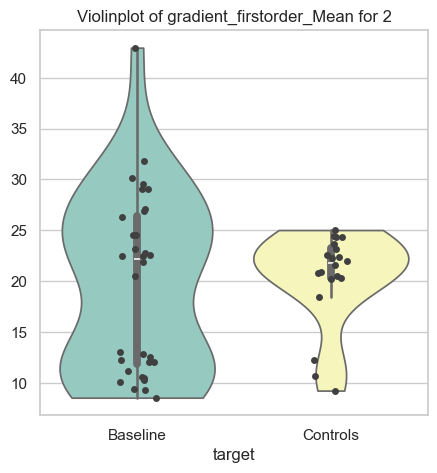 Violinplot of gradient_firstorder_Mean for 2
40
35
30
25
20
15
10
Baseline
Controls
target